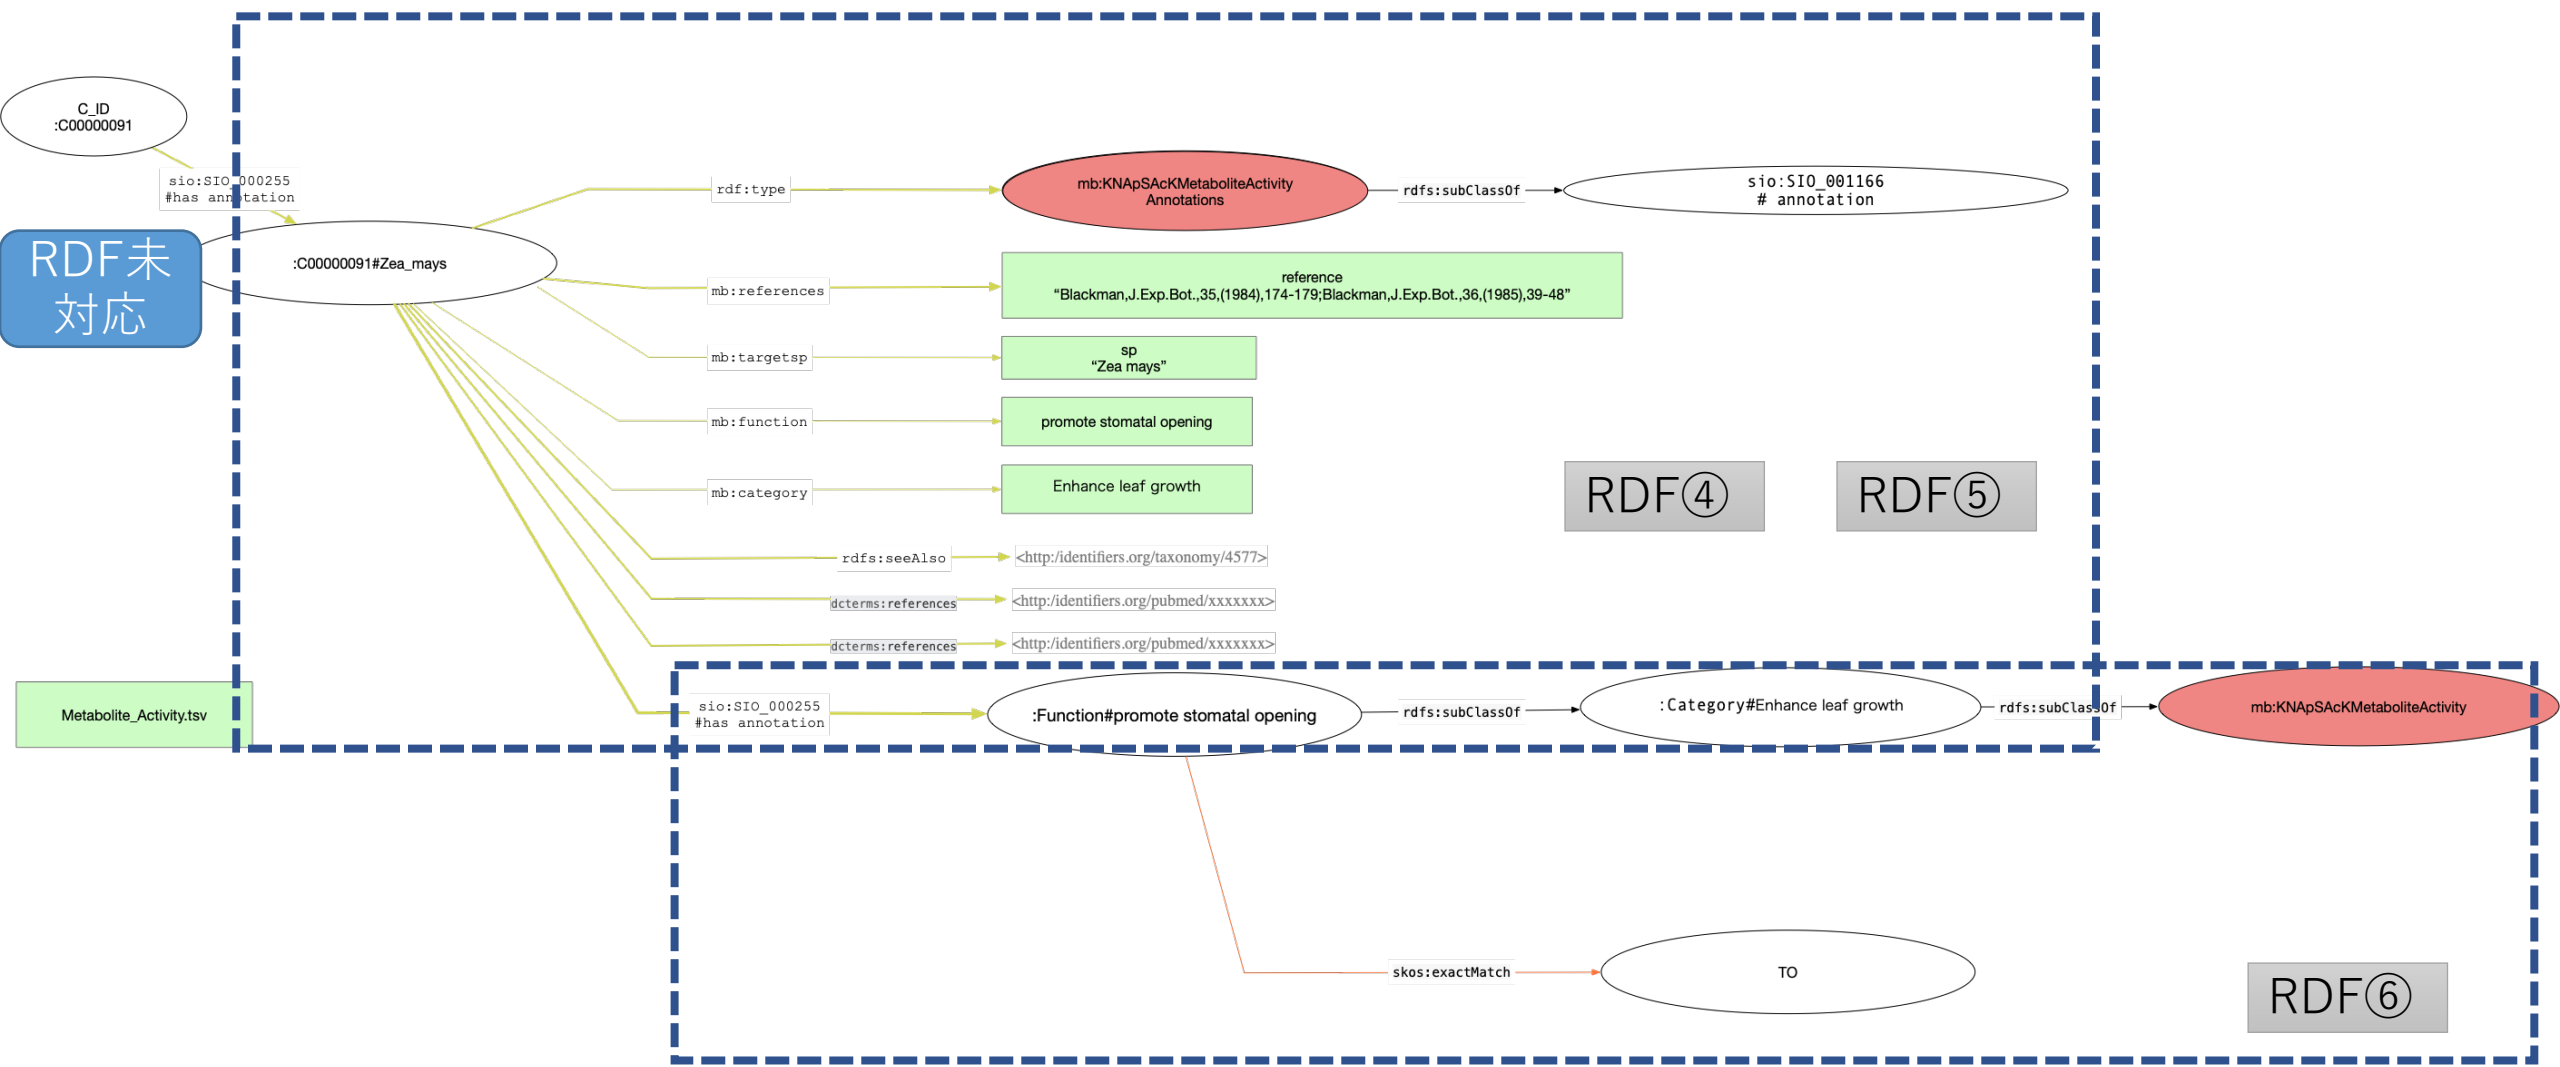 C_ID
:C00000091
sio:SIO_000255
#has annotation
RDF未
対応
:C00000091#Zea_mays
rdf:type
mb:KNApSAcKMetaboliteActivity
Annotations
rdfs:subClassOf
sio:SIO_001166
# annotation
mb:references
reference
“Blackman,J.Exp.Bot.,35,(1984),174-179;Blackman,J.Exp.Bot.,36,(1985),39-48”
mb:targetsp
sp
“Zea mays”
mb:function
promote stomatal opening
mb:category
Enhance leaf growth
RDF④
RDF⑤
rdfs:seeAlso
<http:/identifiers.org/taxonomy/4577>
dcterms:references
<http:/identifiers.org/pubmed/xxxxxxx>
dcterms:references
<http:/identifiers.org/pubmed/xxxxxxx>
Metabolite_Activity.tsv
sio:SIO_000255
#has annotation
:Function#promote stomatal opening
rdfs:subClassOf
:Category#Enhance leaf growth
rdfs:subClassOf
mb:KNApSAcKMetaboliteActivity
skos:exactMatch
TO
RDF⑥